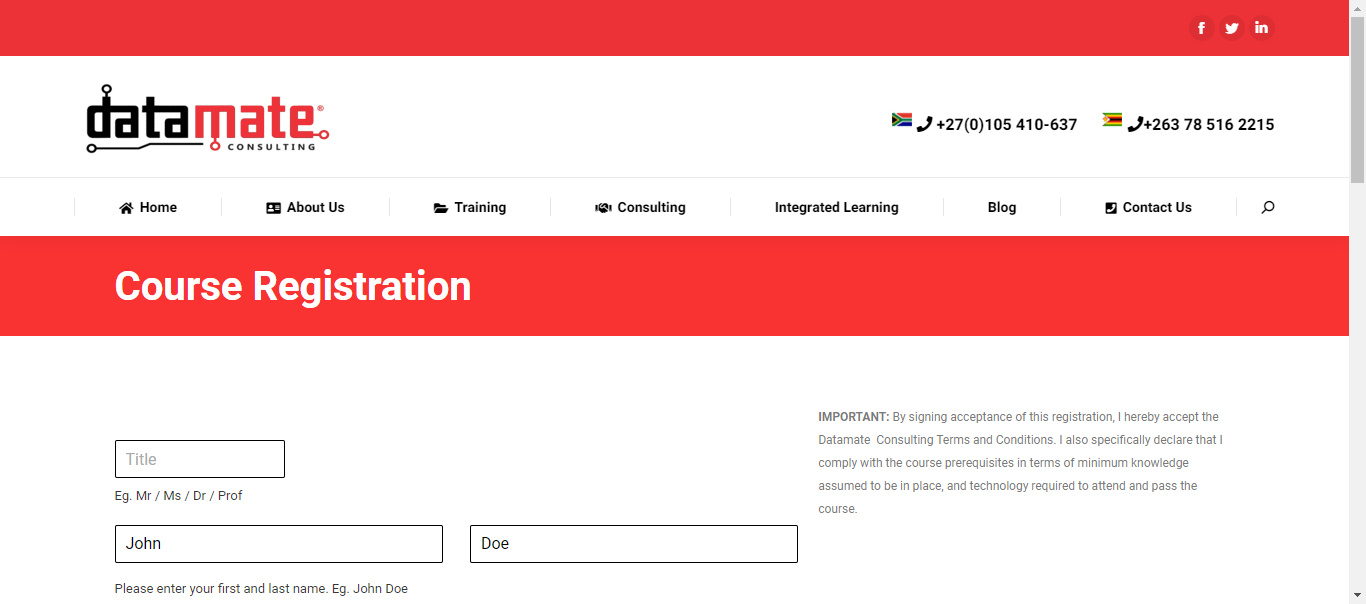 datamate®
CONSULTING
+27(0)105 410-637 +263 78 516 2215
Home About Us Training Consulting Integrated Learning Blog Contact Us
Course Registration
Title
Eg. Mr / Ms / Dr / Prof
John Doe
Please enter your first and last name. Eg. John Doe
IMPORTANT: By signing acceptance of this registration, I hereby accept the
Datamate Consulting Terms and Conditions. I also specifically declare that I
comply with the course prerequisites in terms of minimum knowledge
assumed to be in place, and technology required to attend and pass the
course.